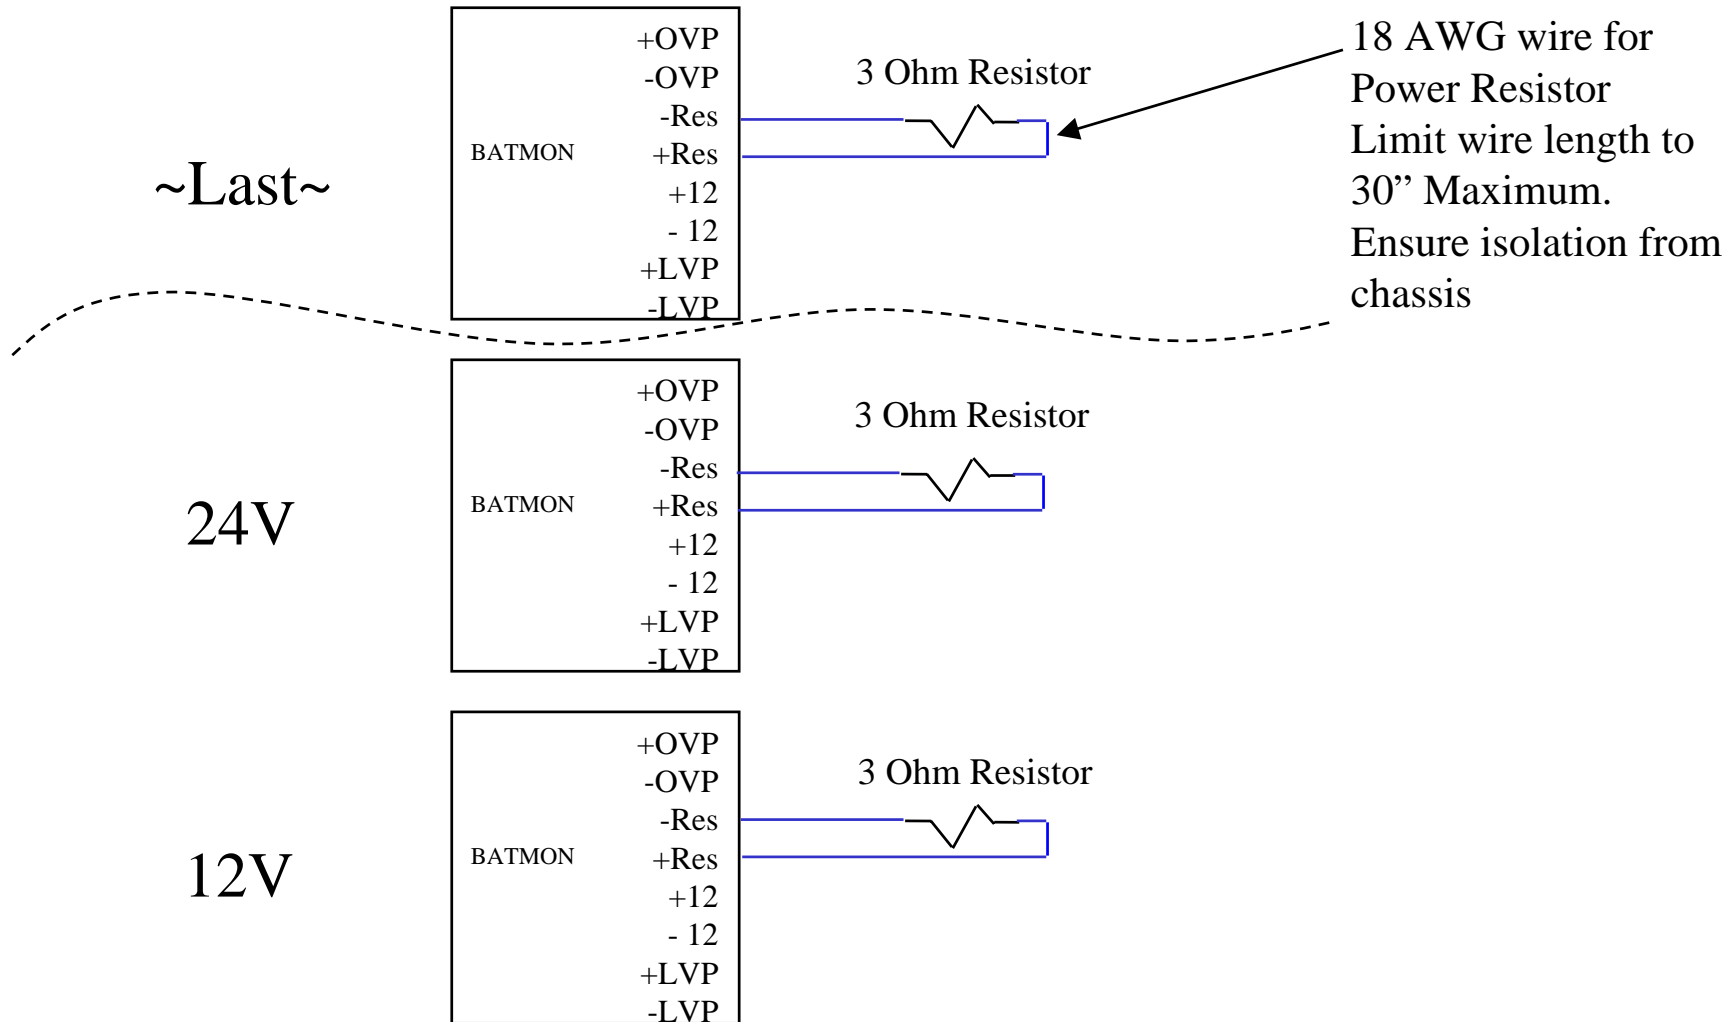 +OVP
-OVP
3 Ohm Resistor
-Res
BATMON
+Res
+12
- 12
+LVP
-LVP
~Last~
18 AWG wire for
Power Resistor
Limit wire length to
30” Maximum.
Ensure isolation from
chassis
+OVP
-OVP
3 Ohm Resistor
-Res
BATMON
+Res
+12
- 12
+LVP
-LVP
24V
+OVP
-OVP
3 Ohm Resistor
-Res
BATMON
+Res
+12
- 12
+LVP
-LVP
12V